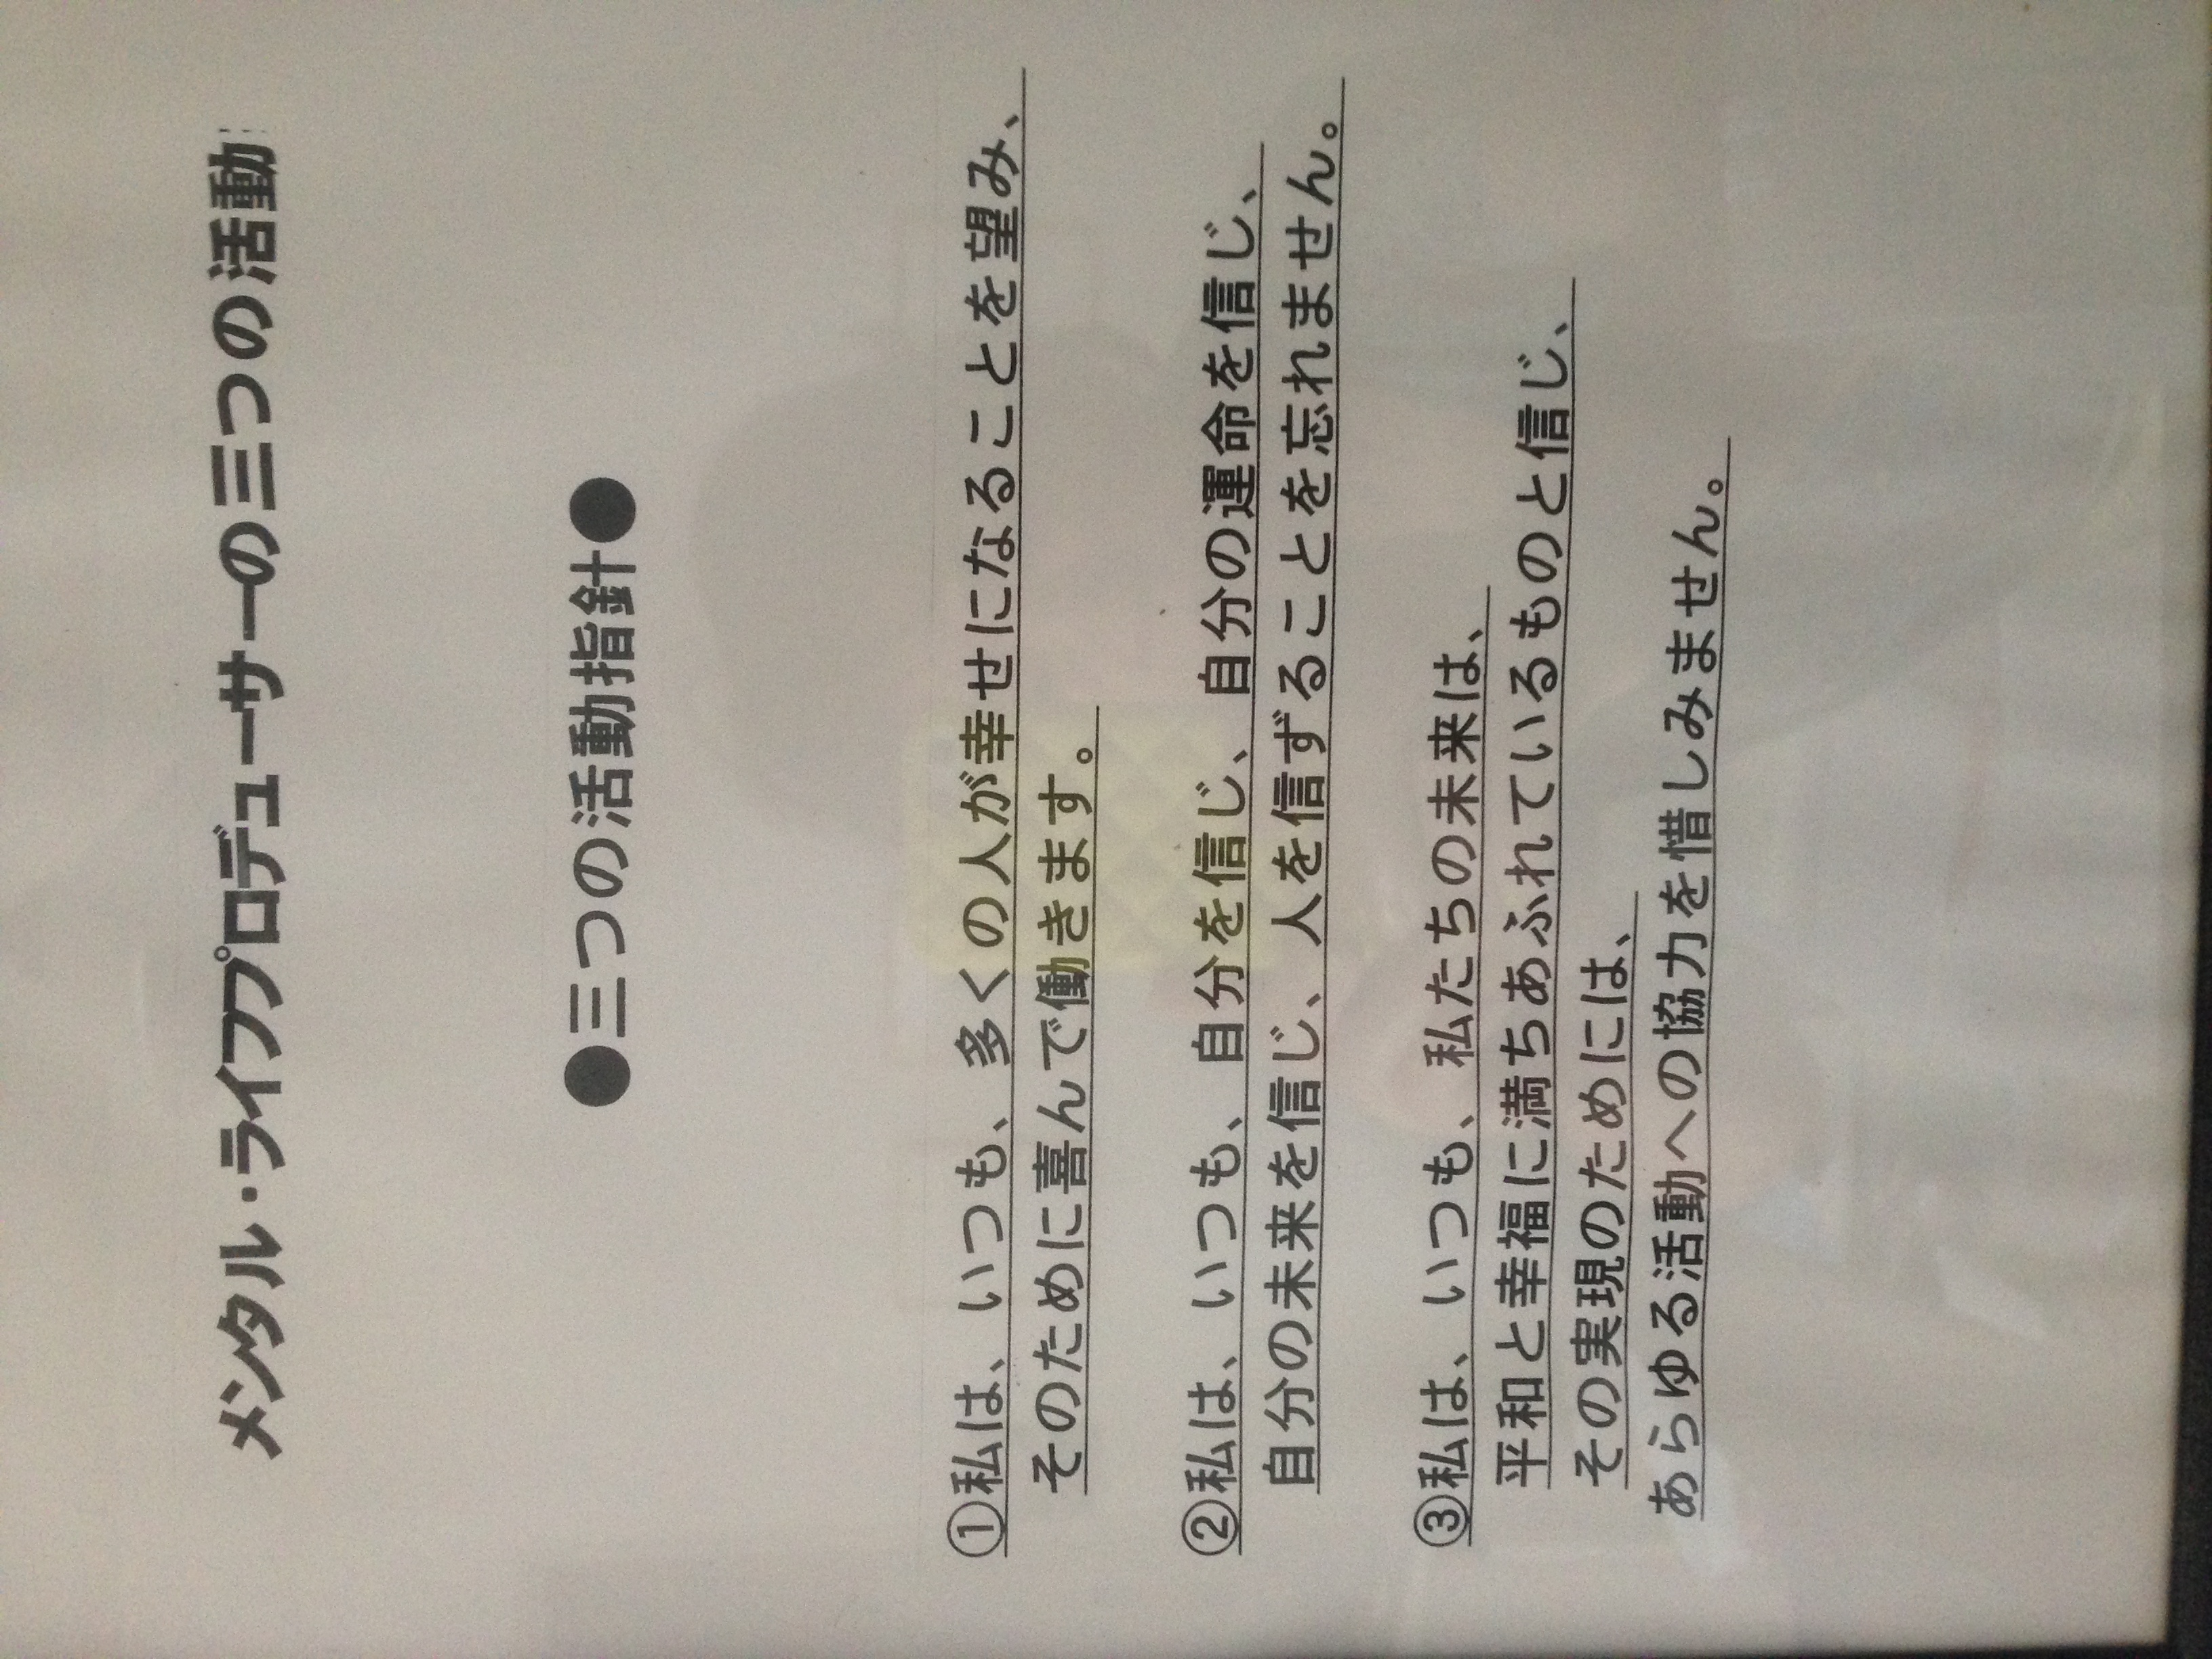 メンタル・ライフプロデューサーの三つの活動
●三つの活動指針●
①私は、いつも、多くの人が幸せになることを望み、
そのために喜んで働きます。
②私は、いつも、自分を信じ、自分の運命を信じ、
自分の未来を信じ、人を信ずることを忘れません。
③私は、いつも、私たちの未来は、
平和と幸福に満ちあふれているものと信じ、
その実現のためには、
あらゆる活動への協力を惜しみません。